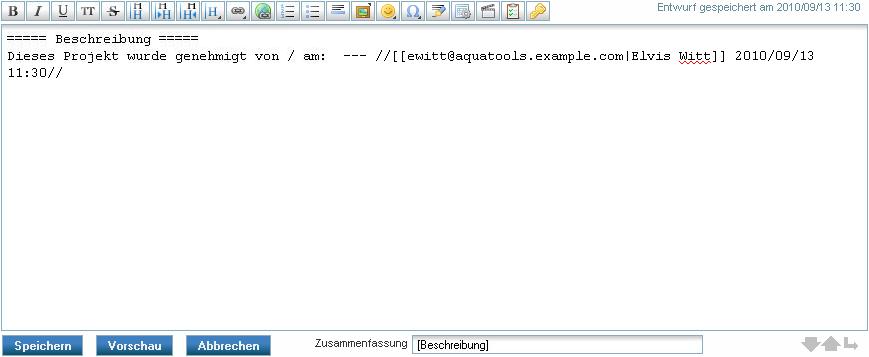 B I U TT S H H H H
Entwurf gespeichert am 2010/09/13 11:30
===== Beschreibung =====
Dieses Projekt wurde genehmigt von / am:  --- //[[ewitt@aquatools.example.com|Elvis Witt]] 2010/09/13
11:30//
Speichern Vorschau Abbrechen Zusammenfassung [Beschreibung]